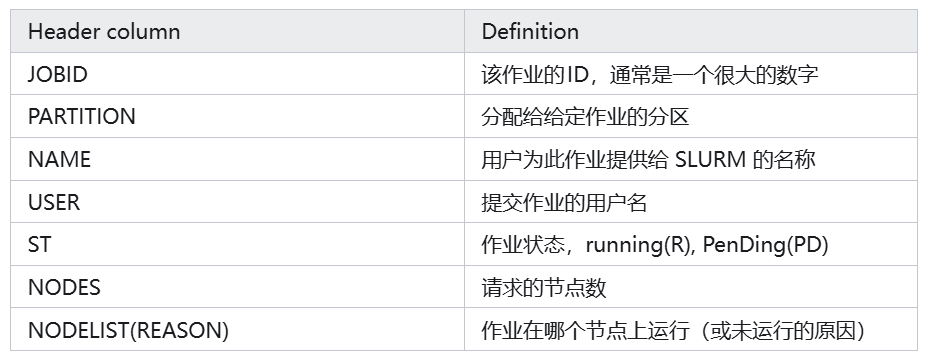 Header column Definition
JOBID 该作业的ID，通常是一个很大的数字
PARTITION 分配给给定作业的分区
NAME 用户为此作业提供给 SLURM 的名称
USER 提交作业的用户名
ST 作业状态，running(R), PenDing(PD)
NODES 请求的节点数
NODELIST(REASON) 作业在哪个节点上运行（或未运行的原因）